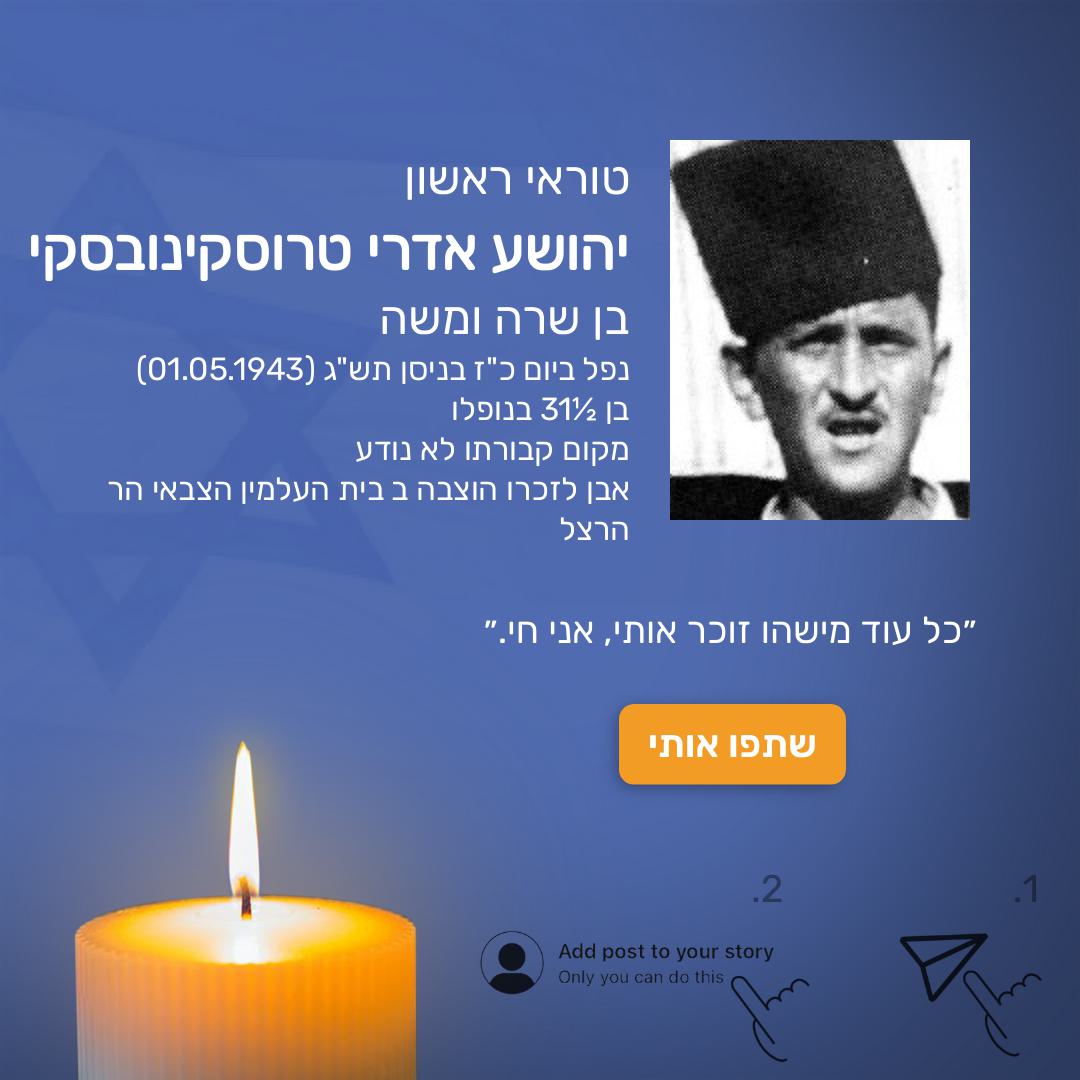 טוראי ראשון
יהושע אדרי טרוסקינובסקי
בן שרה ומשה
נפל ביום כ"ז בניסן תש"ג (01.05.1943)
בן 31½ בנופלו
מקום קבורתו לא נודע
אבן לזכרו הוצבה ב בית העלמין הצבאי הר
הרצל
״כל עוד מישהו זוכר אותי, אני חי.״
שתפו אותי
1.
2.
Add post to your story
Only you can do this